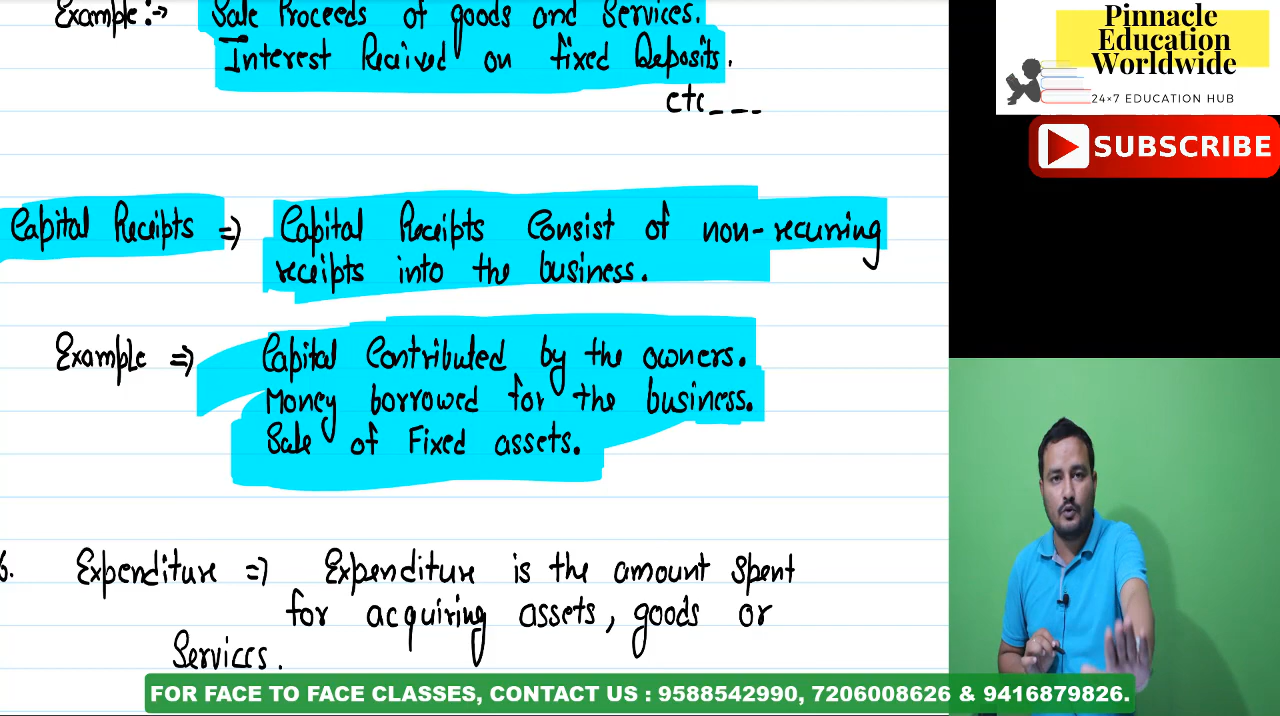 Example :→ Sale Proceeds of goods and Services.
Interest Received on fixed Deposits.
etc_ _ _
Capital Receipts ⇒ Capital Receipts Consist of non-recurring
receipts into the business.
Example ⇒ Capital Contributed by the owners.
Money borrowed for the business.
Sale of Fixed assets.
6. Expenditure ⇒ Expenditure is the amount spent
for acquiring assets, goods or
Services.
Pinnacle
Education
Worldwide
24×7 EDUCATION HUB
SUBSCRIBE
FOR FACE TO FACE CLASSES, CONTACT US : 9588542990, 7206008626 & 9416879826.